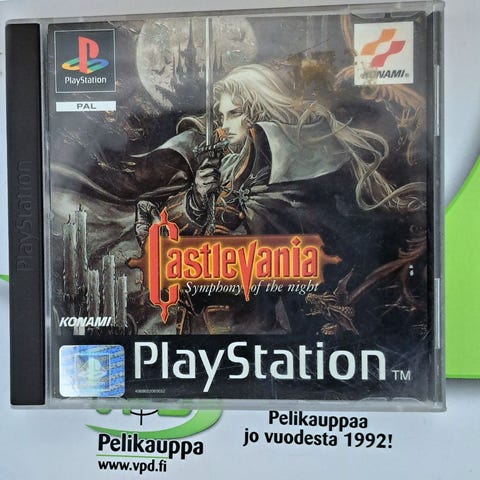 PlayStation
PAL
KONAMI
PlayStation
Castlevania
Symphony of the night
KONAMI
PlayStation TM
Pelikauppa
www.vpd.fi
Pelikauppaa
jo vuodesta 1992!